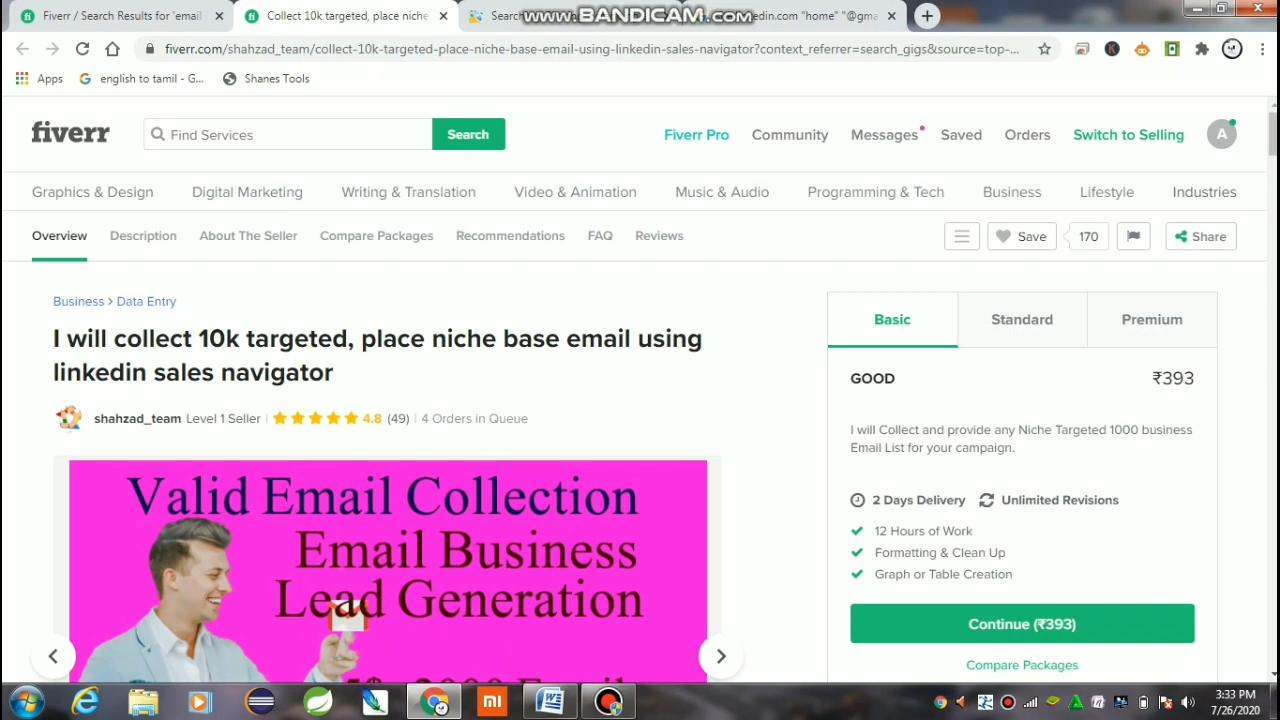 Fiverr / Search Results for 'email
Collect 10k targeted, place niche
Sear
www.BANDICAM.com
edin.com "home" "@gma
fiverr.com/shahzad_team/collect-10k-targeted-place-niche-base-email-using-linkedin-sales-navigator?context_referrer=search_gigs&source=top-...
K
Apps
english to tamil - G...
Shanes Tools
fiverr
Find Services
Search
Fiverr Pro
Community
Messages
Saved
Orders
Switch to Selling
A
Graphics & Design
Digital Marketing
Writing & Translation
Video & Animation
Music & Audio
Programming & Tech
Business
Lifestyle
Industries
Overview
Description
About The Seller
Compare Packages
Recommendations
FAQ
Reviews
Save
170
Share
Business > Data Entry
I will collect 10k targeted, place niche base email using
linkedin sales navigator
shahzad_team Level 1 Seller | 4.8 (49) | 4 Orders in Queue
Valid Email Collection
Email Business
Lead Generation
Basic
Standard
Premium
GOOD
₹393
I will Collect and provide any Niche Targeted 1000 business
Email List for your campaign.
2 Days Delivery
Unlimited Revisions
12 Hours of Work
Formatting & Clean Up
Graph or Table Creation
Continue (₹393)
Compare Packages
mi
3:33 PM
7/26/2020